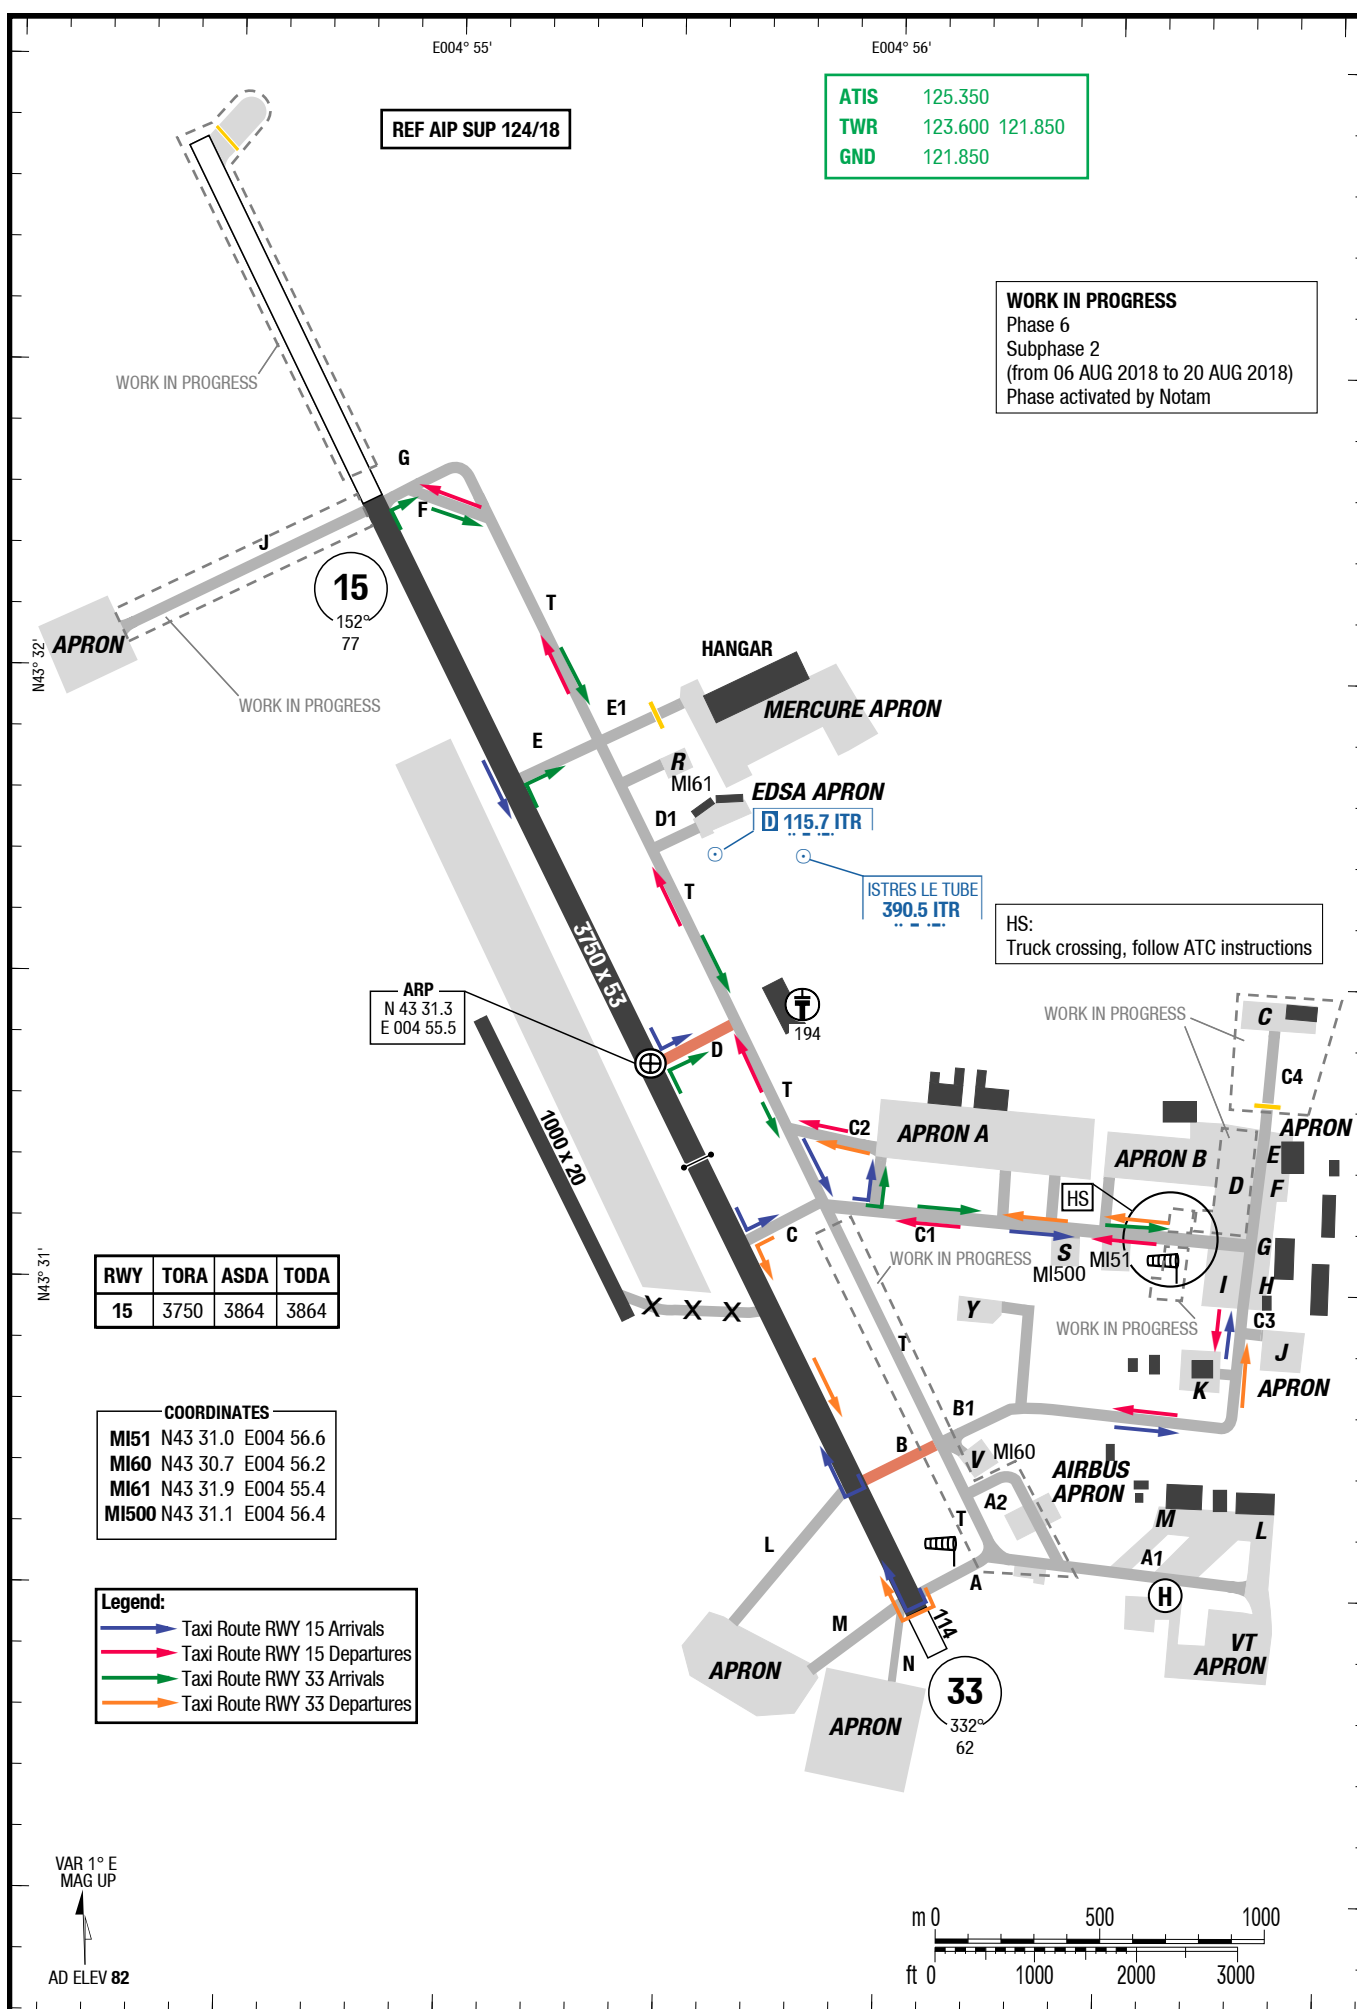 E004° 55'
E004° 56'
REF AIP SUP 124/18
ATIS 125.350
TWR 123.600 121.850
GND 121.850
WORK IN PROGRESS
Phase 6
Subphase 2
(from 06 AUG 2018 to 20 AUG 2018)
Phase activated by Notam
WORK IN PROGRESS
G
F
J
15
152°
77
T
APRON
N43° 32'
WORK IN PROGRESS
HANGAR
E1
MERCURE APRON
E
R
MI61
EDSA APRON
D1
D 115.7 ITR
T
ISTRES LE TUBE
390.5 ITR
HS:
Truck crossing, follow ATC instructions
3750 x 53
ARP
N 43 31.3
E 004 55.5
194
WORK IN PROGRESS
C
D
C4
T
1000 x 20
C2
APRON A
APRON
APRON B
E
D
F
HS
C
C1
G
S
MI500
MI51
WORK IN PROGRESS
I
H
N43° 31'
RWY TORA ASDA TODA
15 3750 3864 3864
X X X
Y
WORK IN PROGRESS
C3
T
J
K
APRON
COORDINATES
MI51 N43 31.0 E004 56.6
MI60 N43 30.7 E004 56.2
MI61 N43 31.9 E004 55.4
MI500 N43 31.1 E004 56.4
B1
B
V
MI60
AIRBUS
APRON
A2
T
M
L
L
A1
A
H
Legend:
Taxi Route RWY 15 Arrivals
Taxi Route RWY 15 Departures
Taxi Route RWY 33 Arrivals
Taxi Route RWY 33 Departures
M
114
N
APRON
VT
APRON
33
332°
62
APRON
VAR 1° E
MAG UP
AD ELEV 82
m 0 500 1000
ft 0 1000 2000 3000